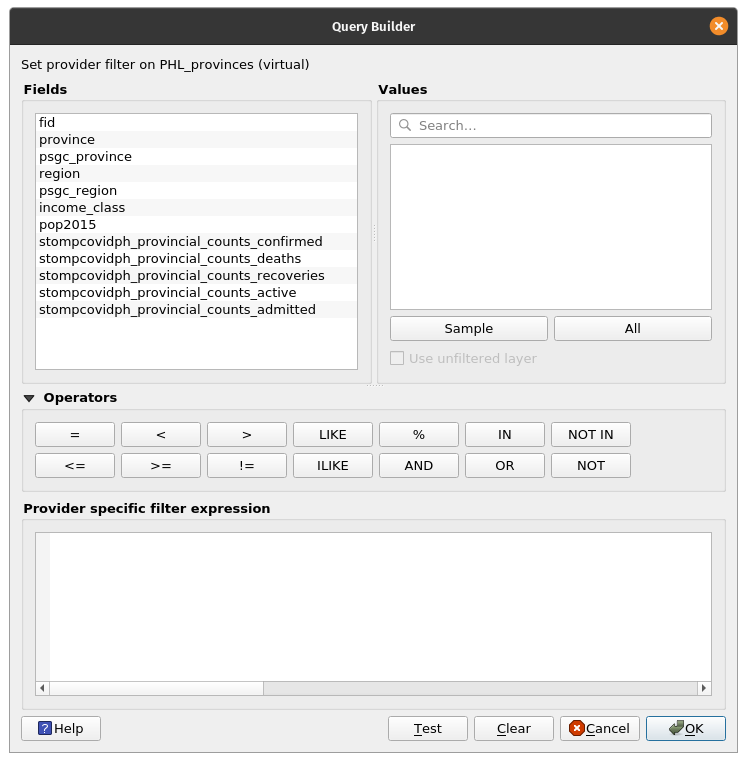 Query Builder
Set provider filter on PHL_provinces (virtual)
Fields
fid
province
psgc_province
region
psgc_region
income_class
pop2015
stompcovidph_provincial_counts_confirmed
stompcovidph_provincial_counts_deaths
stompcovidph_provincial_counts_recoveries
stompcovidph_provincial_counts_active
stompcovidph_provincial_counts_admitted
Values
Search...
Sample All
Use unfiltered layer
Operators
= < > LIKE % IN NOT IN
<= >= != ILIKE AND OR NOT
Provider specific filter expression
? Help Test Clear Cancel OK